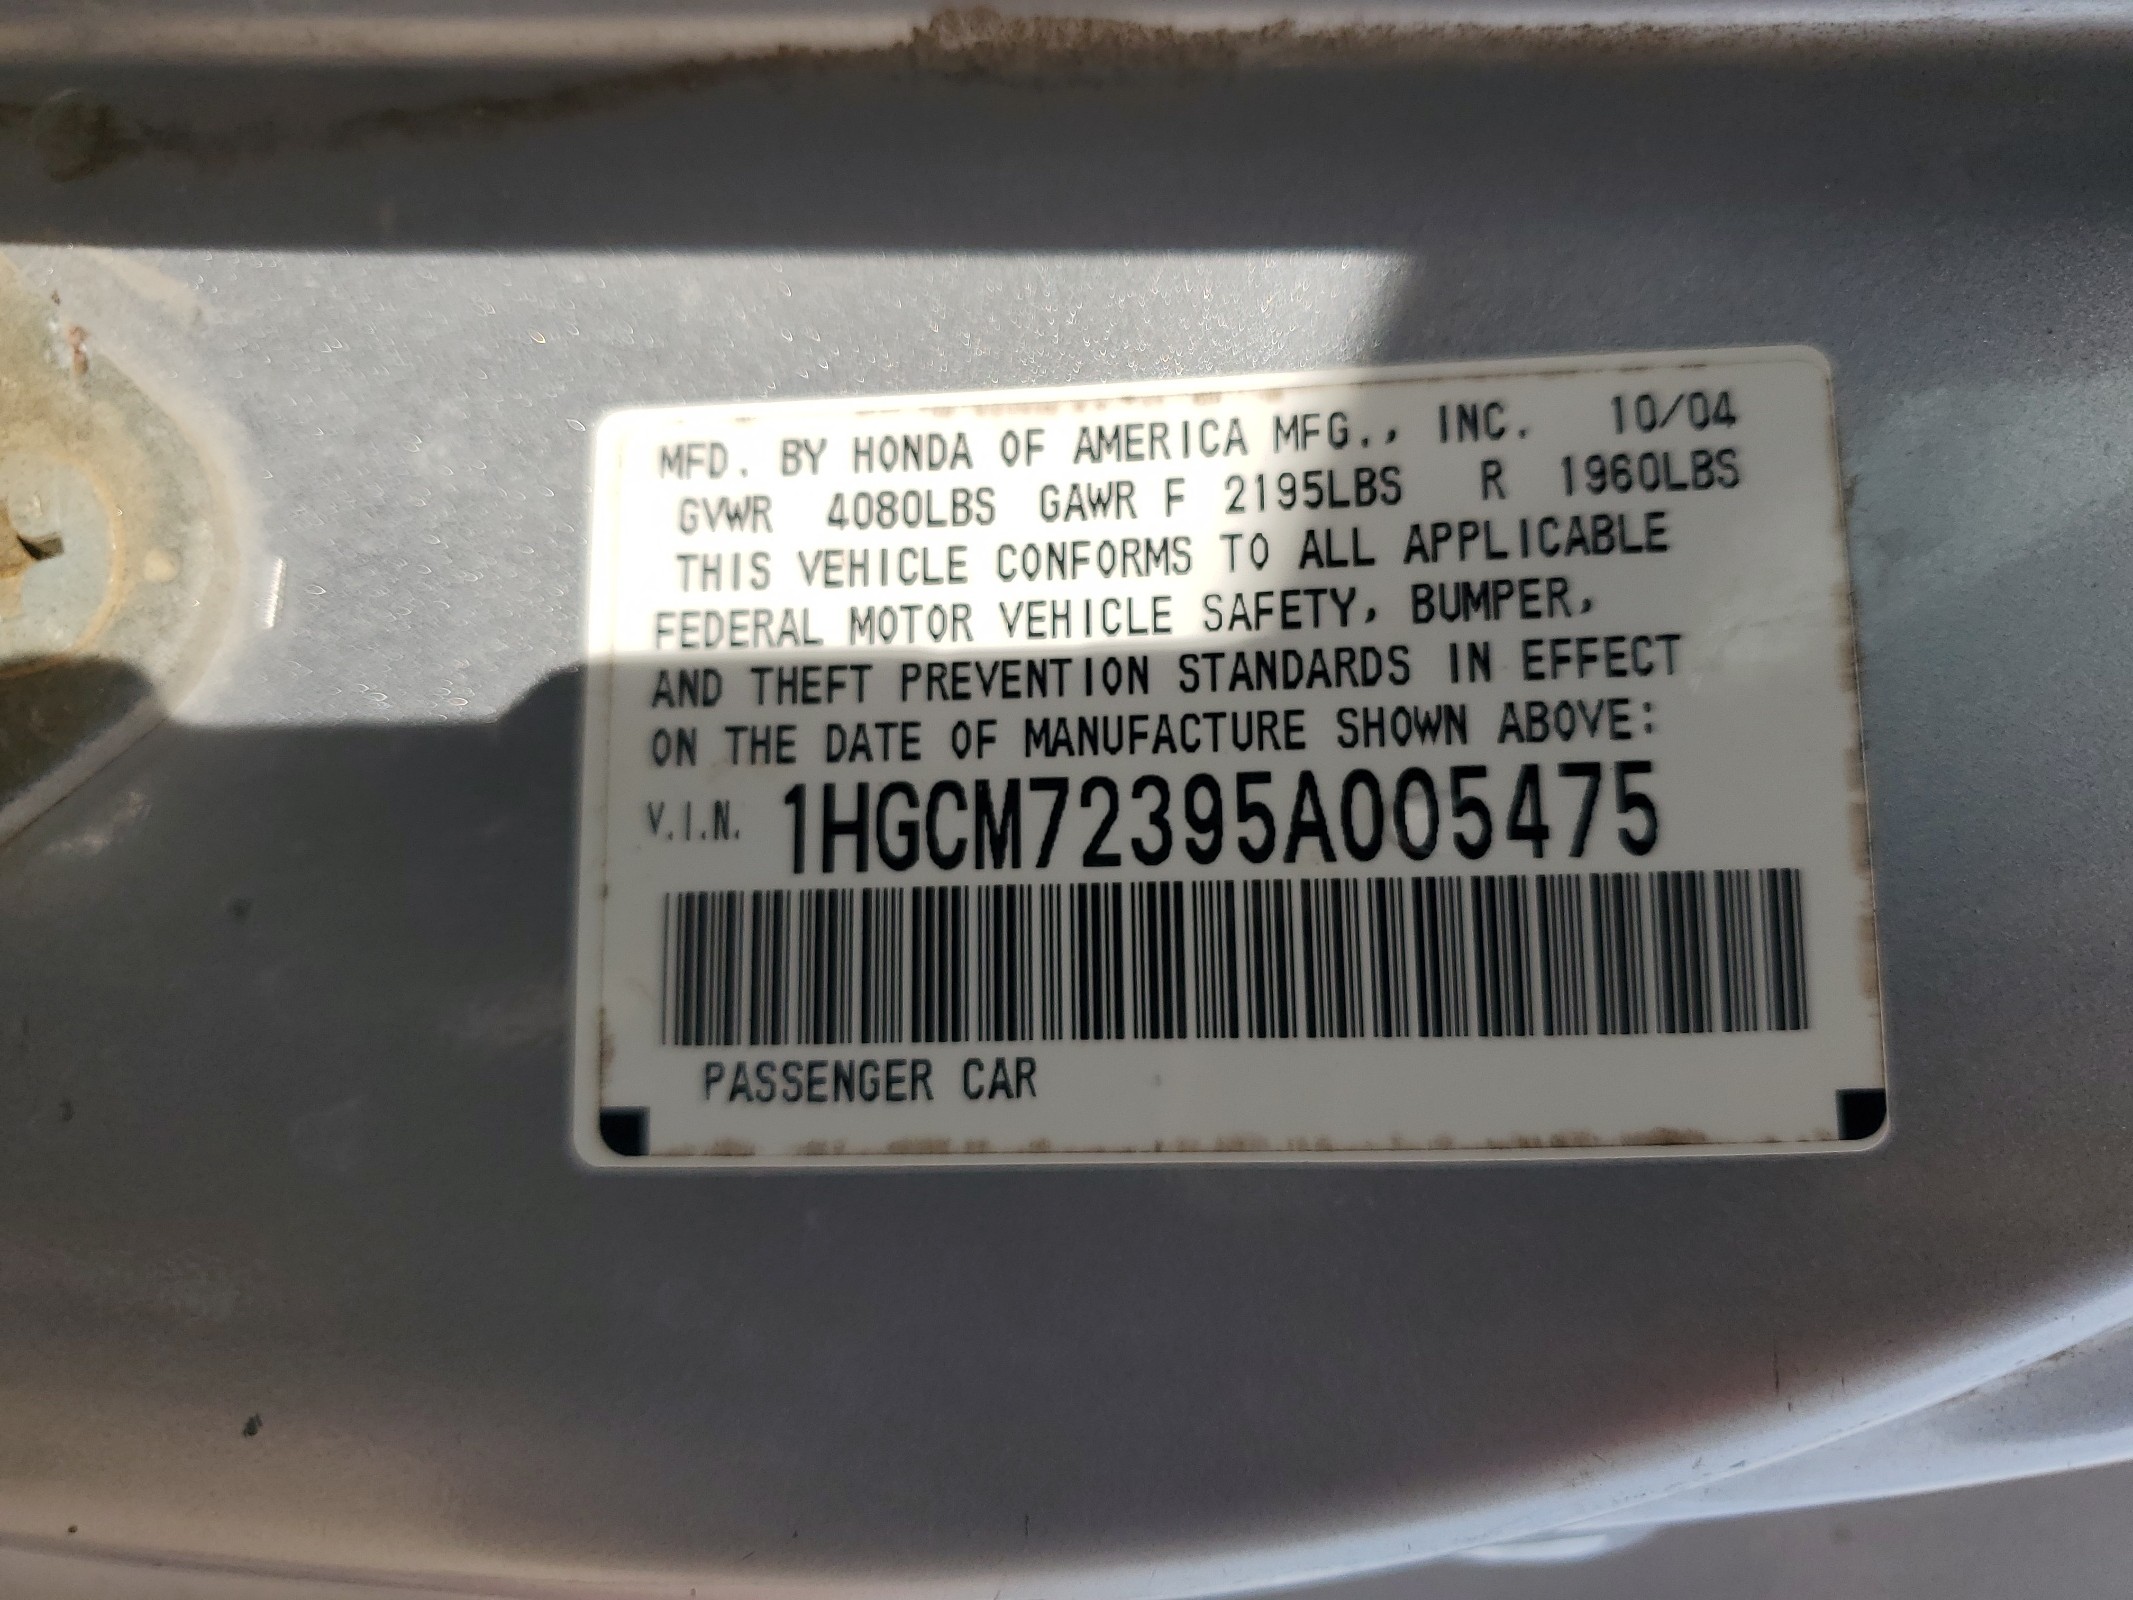 MFD. BY HONDA OF AMERICA MFG., INC. 10/04
GVWR 4080LBS GAWR F 2195LBS R 1960LBS
THIS VEHICLE CONFORMS TO ALL APPLICABLE
FEDERAL MOTOR VEHICLE SAFETY, BUMPER,
AND THEFT PREVENTION STANDARDS IN EFFECT
ON THE DATE OF MANUFACTURE SHOWN ABOVE:
V.I.N. 1HGCM72395A005475
PASSENGER CAR